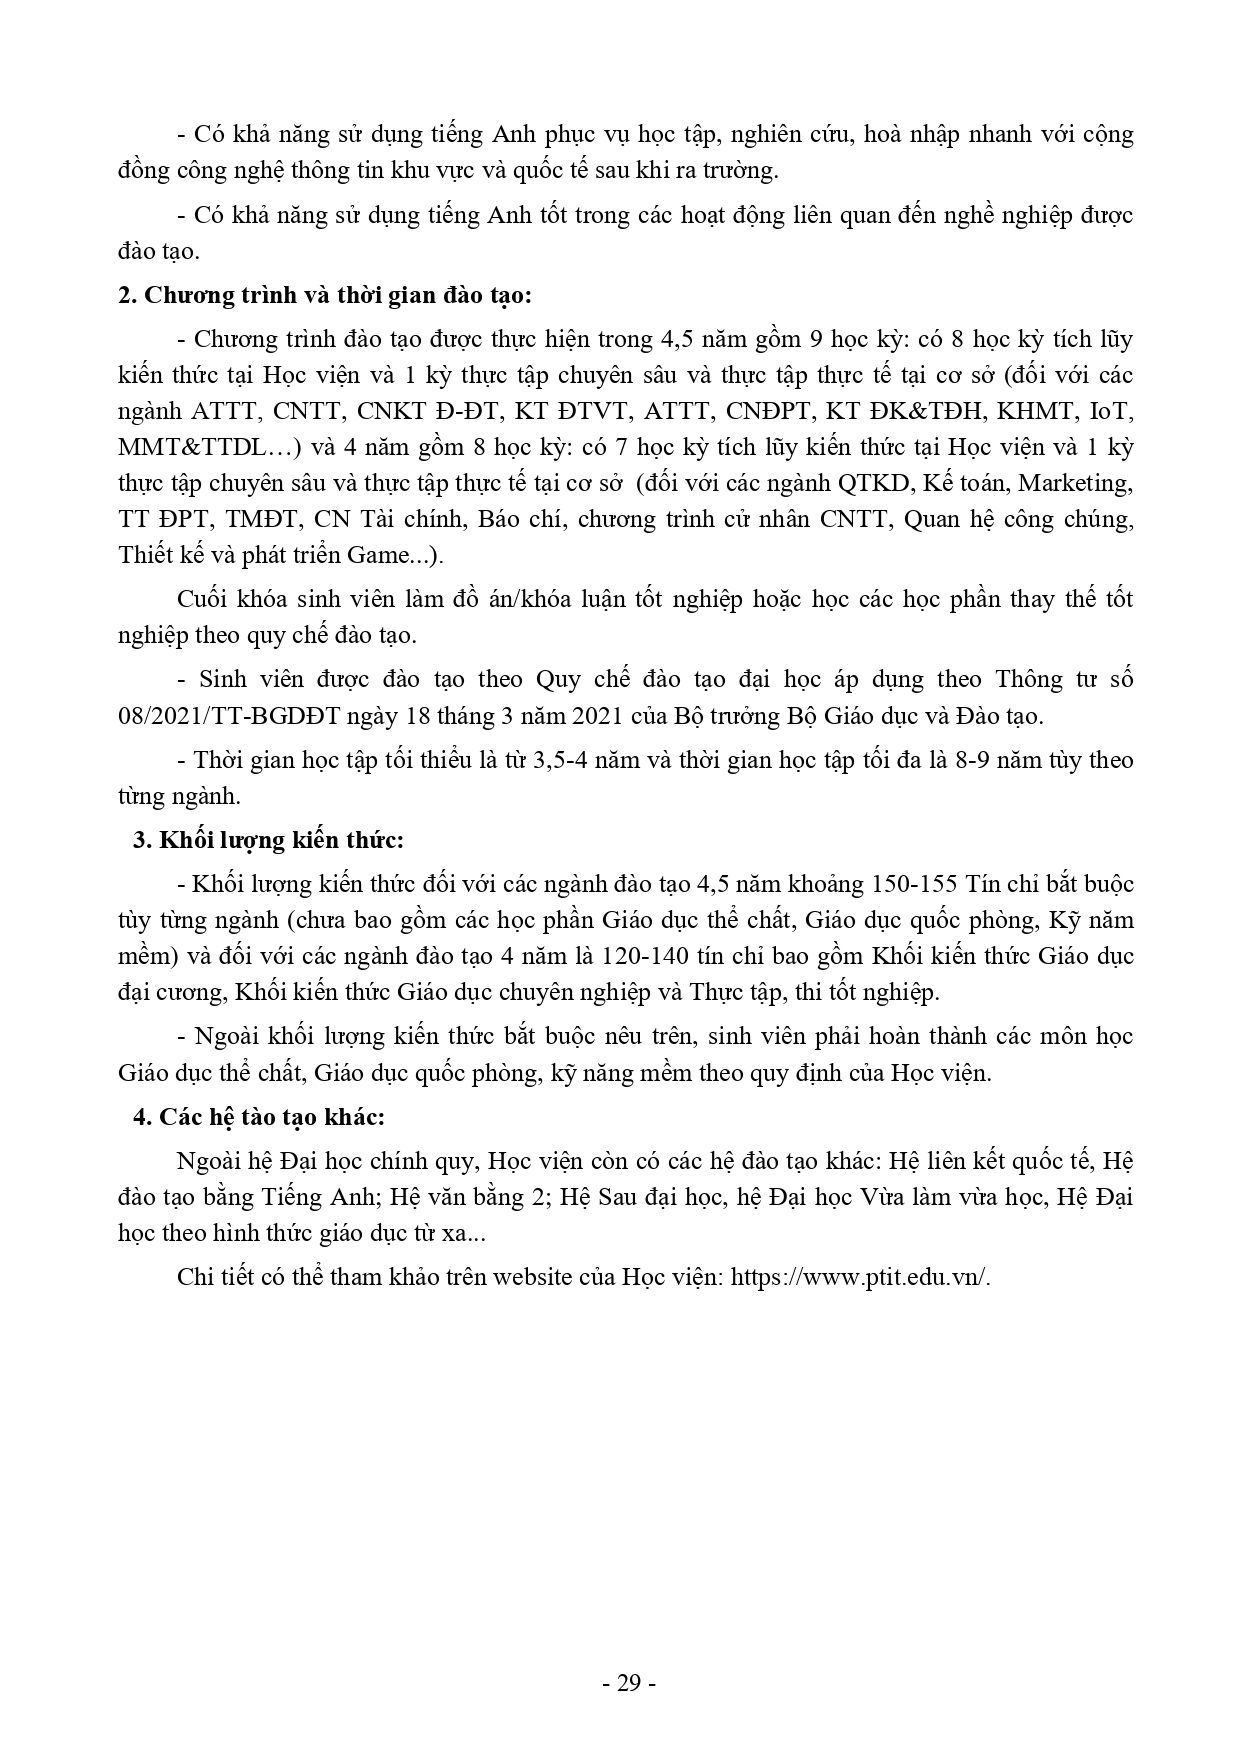 - Có khả năng sử dụng tiếng Anh phục vụ học tập, nghiên cứu, hoà nhập nhanh với cộng
đồng công nghệ thông tin khu vực và quốc tế sau khi ra trường.
- Có khả năng sử dụng tiếng Anh tốt trong các hoạt động liên quan đến nghề nghiệp được
đào tạo.
2. Chương trình và thời gian đào tạo:
- Chương trình đào tạo được thực hiện trong 4,5 năm gồm 9 học kỳ: có 8 học kỳ tích lũy
kiến thức tại Học viện và 1 kỳ thực tập chuyên sâu và thực tập thực tế tại cơ sở (đối với các
ngành ATTT, CNTT, CNKT Đ-ĐT, KT ĐTVT, ATTT, CNĐPT, KT ĐK&TĐH, KHMT, IoT,
MMT&TTDL…) và 4 năm gồm 8 học kỳ: có 7 học kỳ tích lũy kiến thức tại Học viện và 1 kỳ
thực tập chuyên sâu và thực tập thực tế tại cơ sở  (đối với các ngành QTKD, Kế toán, Marketing,
TT ĐPT, TMĐT, CN Tài chính, Báo chí, chương trình cử nhân CNTT, Quan hệ công chúng,
Thiết kế và phát triển Game...).
Cuối khóa sinh viên làm đồ án/khóa luận tốt nghiệp hoặc học các học phần thay thế tốt
nghiệp theo quy chế đào tạo.
- Sinh viên được đào tạo theo Quy chế đào tạo đại học áp dụng theo Thông tư số
08/2021/TT-BGDĐT ngày 18 tháng 3 năm 2021 của Bộ trưởng Bộ Giáo dục và Đào tạo.
- Thời gian học tập tối thiểu là từ 3,5-4 năm và thời gian học tập tối đa là 8-9 năm tùy theo
từng ngành.
3. Khối lượng kiến thức:
- Khối lượng kiến thức đối với các ngành đào tạo 4,5 năm khoảng 150-155 Tín chỉ bắt buộc
tùy từng ngành (chưa bao gồm các học phần Giáo dục thể chất, Giáo dục quốc phòng, Kỹ năm
mềm) và đối với các ngành đào tạo 4 năm là 120-140 tín chỉ bao gồm Khối kiến thức Giáo dục
đại cương, Khối kiến thức Giáo dục chuyên nghiệp và Thực tập, thi tốt nghiệp.
- Ngoài khối lượng kiến thức bắt buộc nêu trên, sinh viên phải hoàn thành các môn học
Giáo dục thể chất, Giáo dục quốc phòng, kỹ năng mềm theo quy định của Học viện.
4. Các hệ tào tạo khác:
Ngoài hệ Đại học chính quy, Học viện còn có các hệ đào tạo khác: Hệ liên kết quốc tế, Hệ
đào tạo bằng Tiếng Anh; Hệ văn bằng 2; Hệ Sau đại học, hệ Đại học Vừa làm vừa học, Hệ Đại
học theo hình thức giáo dục từ xa...
Chi tiết có thể tham khảo trên website của Học viện: https://www.ptit.edu.vn/.
- 29 -